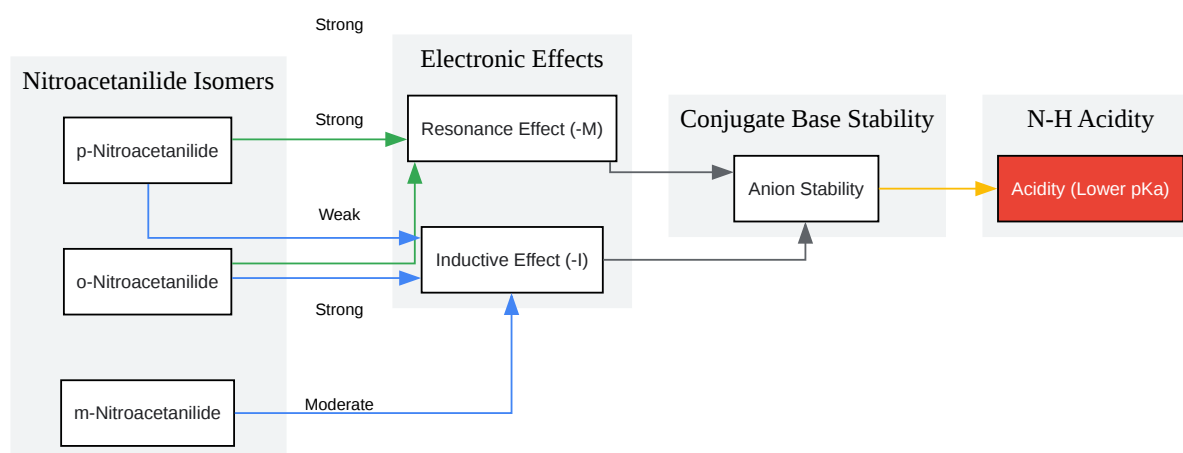 Strong
Nitroacetanilide Isomers
p-Nitroacetanilide
o-Nitroacetanilide
m-Nitroacetanilide
Strong
Weak
Strong
Moderate
Electronic Effects
Resonance Effect (-M)
Inductive Effect (-I)
Conjugate Base Stability
Anion Stability
N-H Acidity
Acidity (Lower pKa)